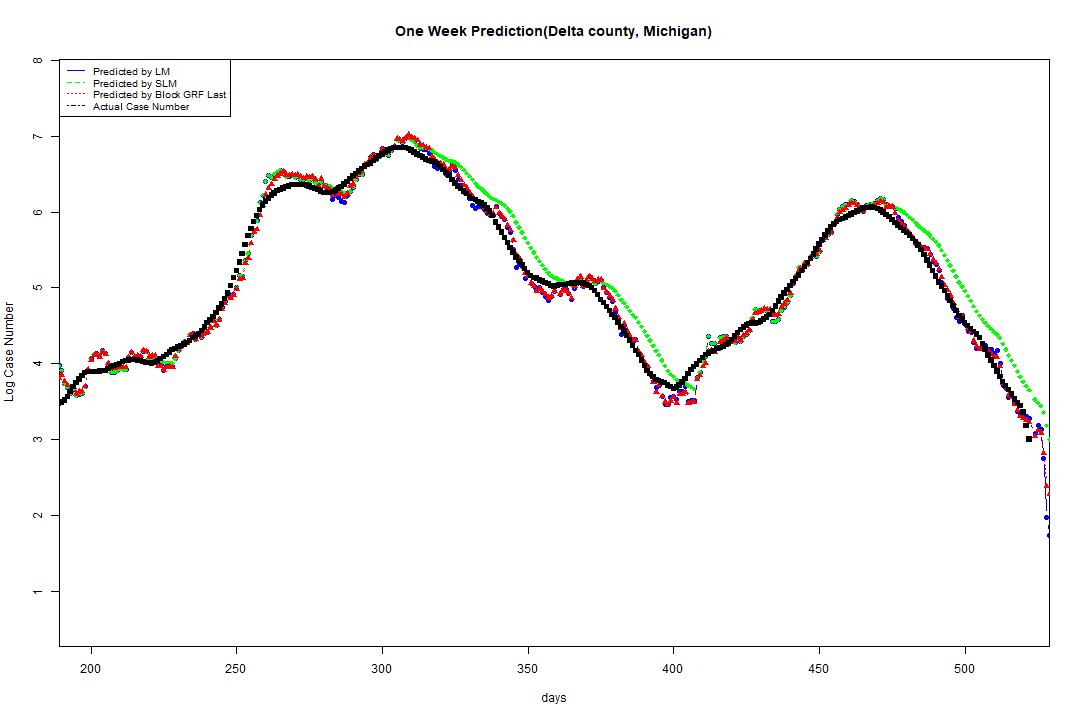 One Week Prediction(Delta county, Michigan)
Predicted by LM
Predicted by SLM
Predicted by Block GRF Last
Actual Case Number
Log Case Number
8
7
6
5
4
3
2
1
200 250 300 350 400 450 500
days